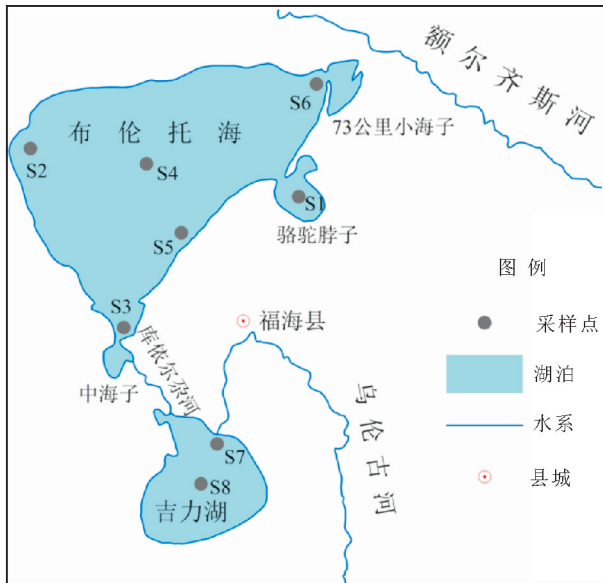 额尔齐斯河
布伦托海
S6
73公里小海子
S2
S4
S1
骆驼脖子
S5
图例
S3
采样点
福海县
库依尔尕河
中海子
湖泊
乌伦古河
水系
S7
S8
吉力湖
县城